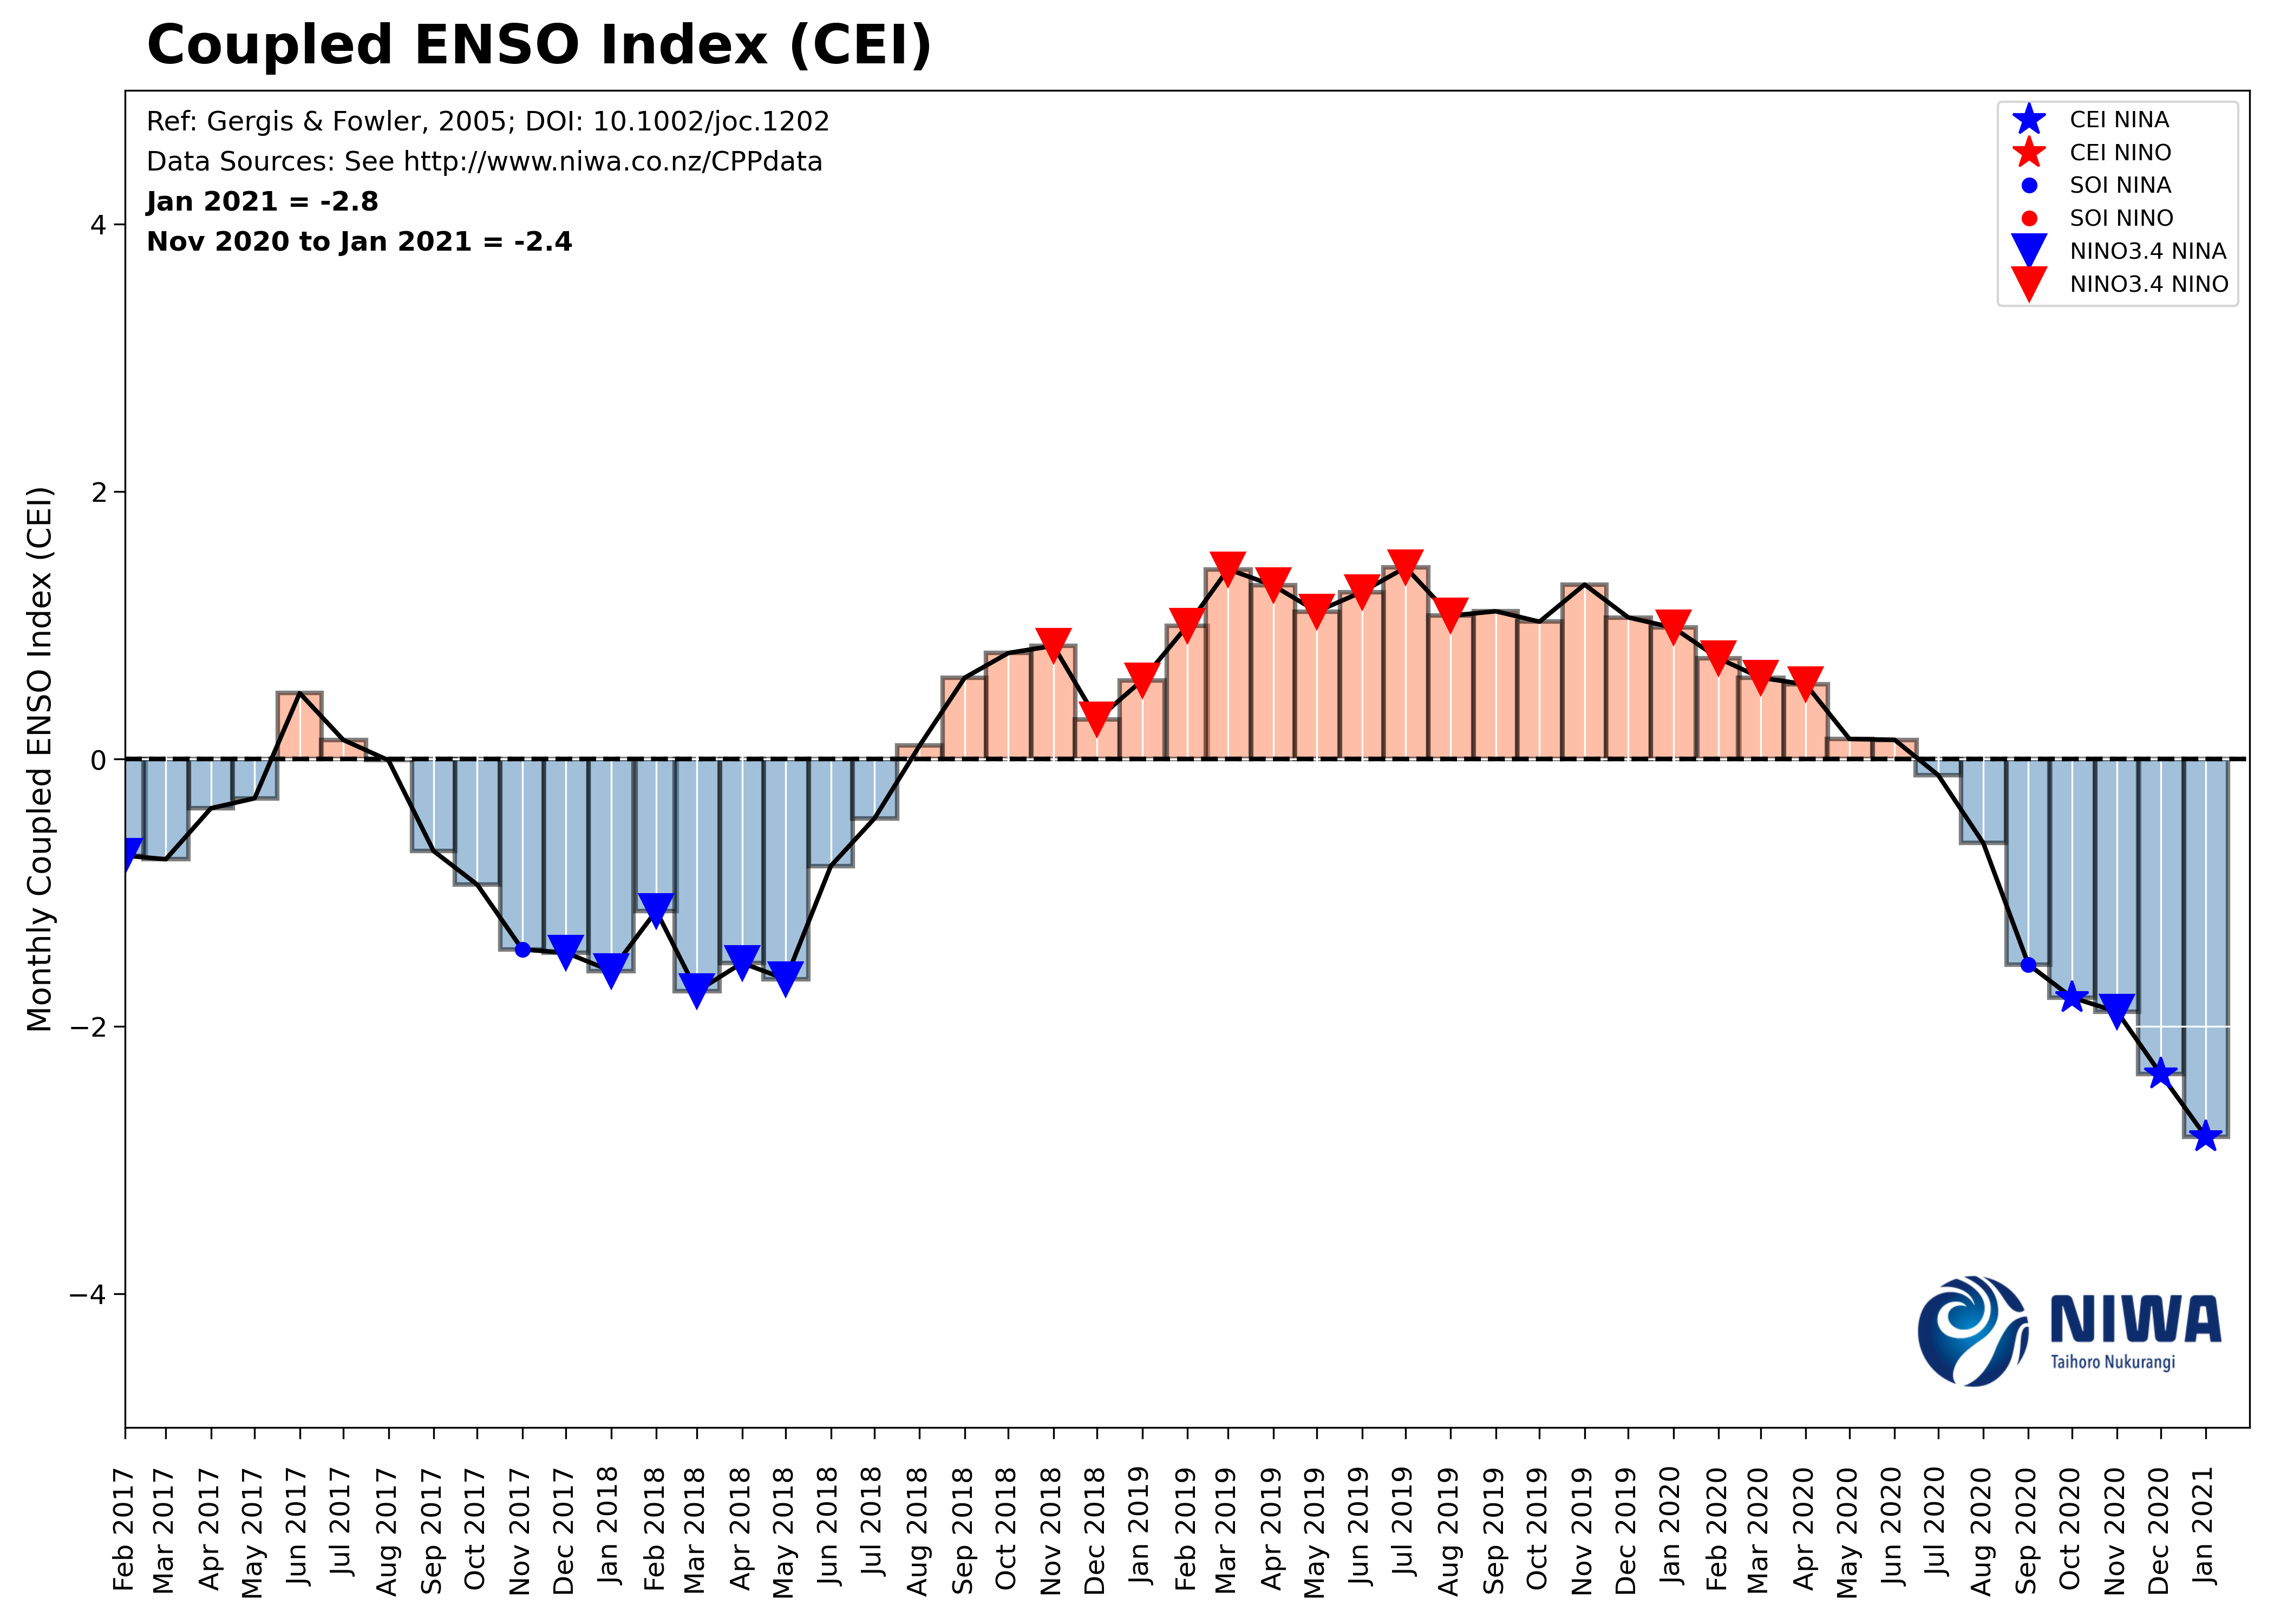 Coupled ENSO Index (CEI)
Ref: Gergis & Fowler, 2005; DOI: 10.1002/joc.1202
Data Sources: See http://www.niwa.co.nz/CPPdata
Jan 2021 = -2.8
Nov 2020 to Jan 2021 = -2.4
CEI NINA
CEI NINO
SOI NINA
SOI NINO
NINO3.4 NINA
NINO3.4 NINO
Monthly Coupled ENSO Index (CEI)
4
2
0
−2
−4
NIWA
Taihoro Nukurangi
Feb 2017
Mar 2017
Apr 2017
May 2017
Jun 2017
Jul 2017
Aug 2017
Sep 2017
Oct 2017
Nov 2017
Dec 2017
Jan 2018
Feb 2018
Mar 2018
Apr 2018
May 2018
Jun 2018
Jul 2018
Aug 2018
Sep 2018
Oct 2018
Nov 2018
Dec 2018
Jan 2019
Feb 2019
Mar 2019
Apr 2019
May 2019
Jun 2019
Jul 2019
Aug 2019
Sep 2019
Oct 2019
Nov 2019
Dec 2019
Jan 2020
Feb 2020
Mar 2020
Apr 2020
May 2020
Jun 2020
Jul 2020
Aug 2020
Sep 2020
Oct 2020
Nov 2020
Dec 2020
Jan 2021